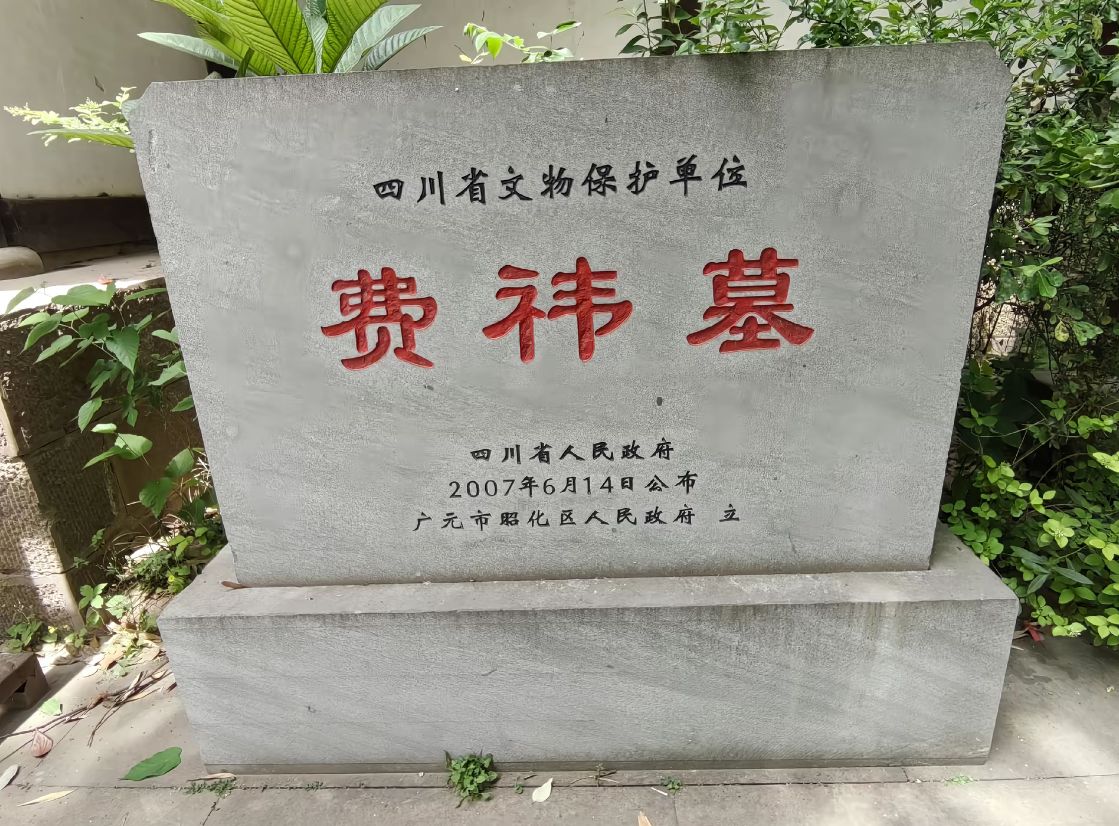 四川省文物保护单位
费祎墓
四川省人民政府
2007年6月14日公布
广元市昭化区人民政府 立